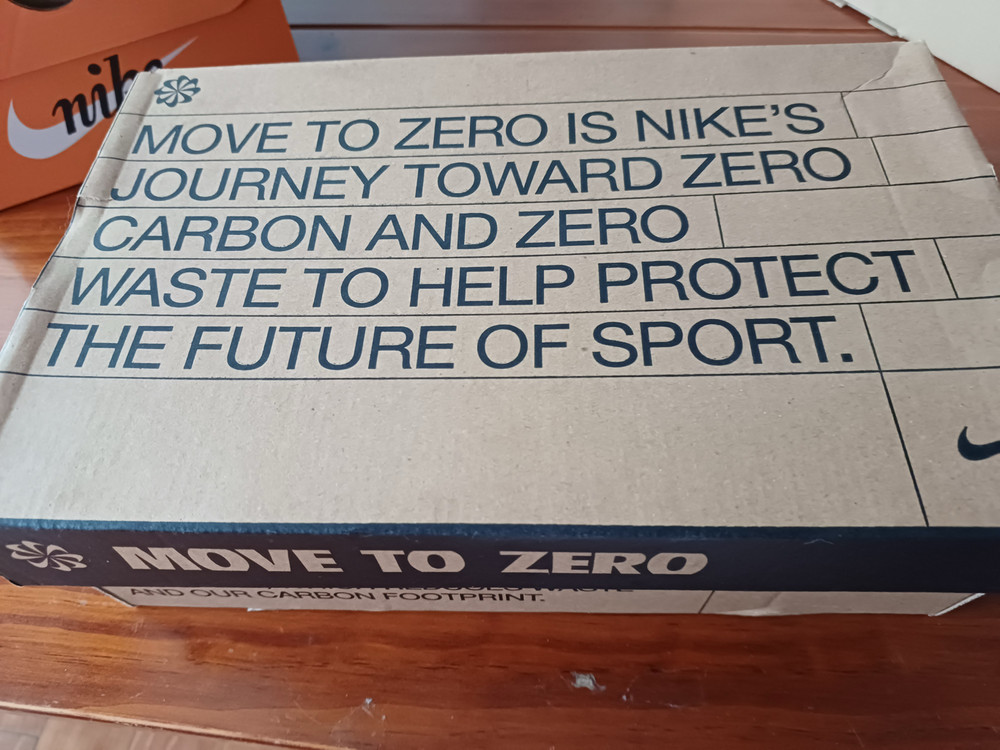 nike
MOVE TO ZERO IS NIKE'S
JOURNEY TOWARD ZERO
CARBON AND ZERO
WASTE TO HELP PROTECT
THE FUTURE OF SPORT.
MOVE TO ZERO
AND OUR CARBON FOOTPRINT.